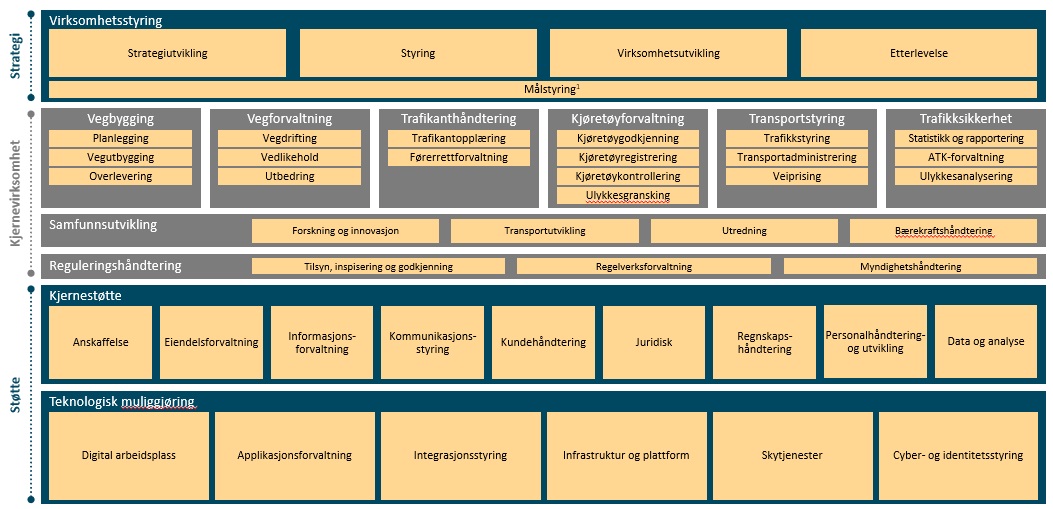 Strategi
Virksomhetsstyring
Strategiutvikling
Styring
Virksomhetsutvikling
Etterlevelse
Målstyring¹
Kjernevirksomhet
Vegbygging
Planlegging
Vegutbygging
Overlevering
Vegforvaltning
Vegdrifting
Vedlikehold
Utbedring
Trafikanthåndtering
Trafikantopplæring
Førerrettforvaltning
Kjøretøyforvaltning
Kjøretøygodkjenning
Kjøretøyregistrering
Kjøretøykontrollering
Ulykkesgransking
Transportstyring
Trafikkstyring
Transportadministrering
Veiprising
Trafikksikkerhet
Statistikk og rapportering
ATK-forvaltning
Ulykkesanalysering
Samfunnsutvikling
Forskning og innovasjon
Transportutvikling
Utredning
Bærekraftshåndtering
Reguleringshåndtering
Tilsyn, inspisering og godkjenning
Regelverksforvaltning
Myndighetshåndtering
Støtte
Kjernestøtte
Anskaffelse
Eiendelsforvaltning
Informasjons-
forvaltning
Kommunikasjons-
styring
Kundehåndtering
Juridisk
Regnskaps-
håndtering
Personalhåndtering-
og utvikling
Data og analyse
Teknologisk muliggjøring
Digital arbeidsplass
Applikasjonsforvaltning
Integrasjonsstyring
Infrastruktur og plattform
Skytjenester
Cyber- og identitetsstyring